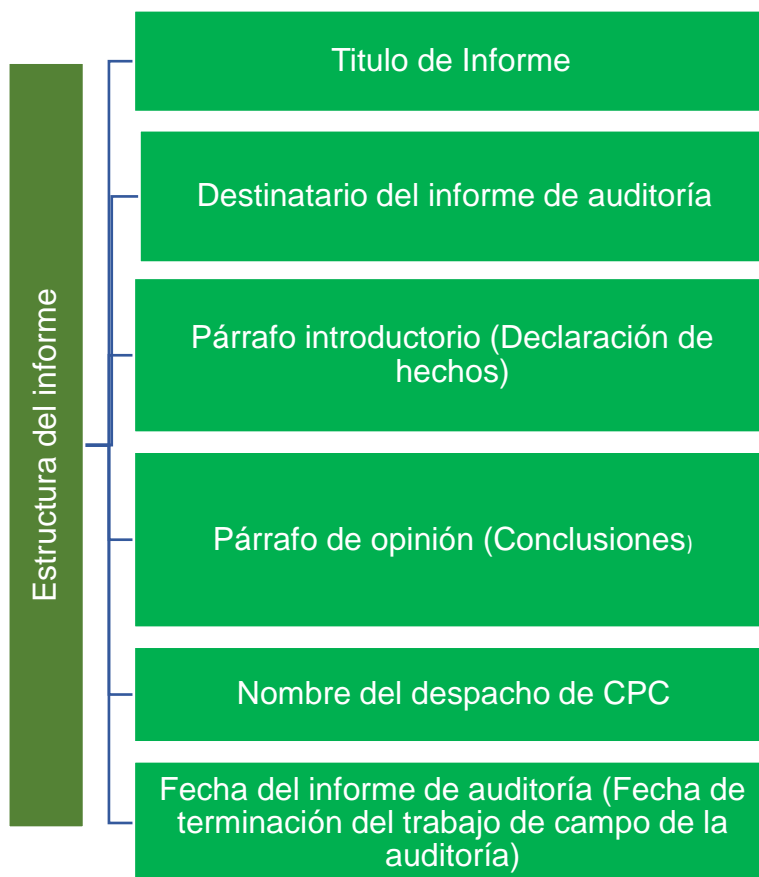 Estructura del informe
Titulo de Informe
Destinatario del informe de auditoría
Párrafo introductorio (Declaración de
hechos)
Párrafo de opinión (Conclusiones)
Nombre del despacho de CPC
Fecha del informe de auditoría (Fecha de
terminación del trabajo de campo de la
auditoría)